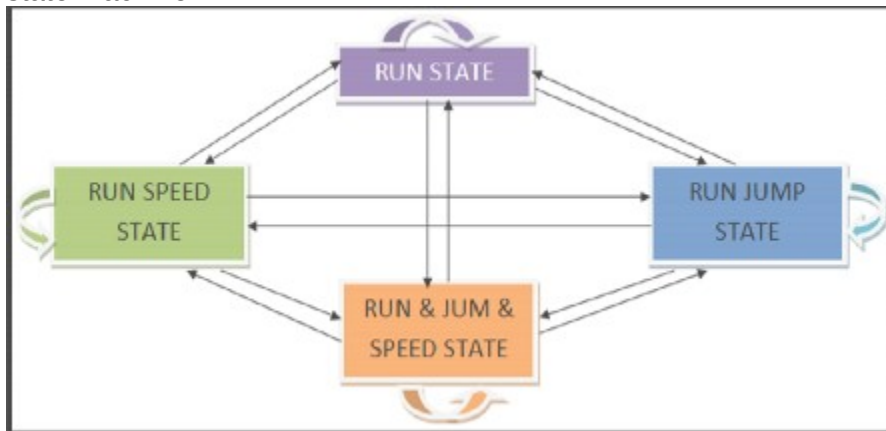 RUN STATE
RUN SPEED
STATE
RUN JUMP
STATE
RUN & JUM &
SPEED STATE